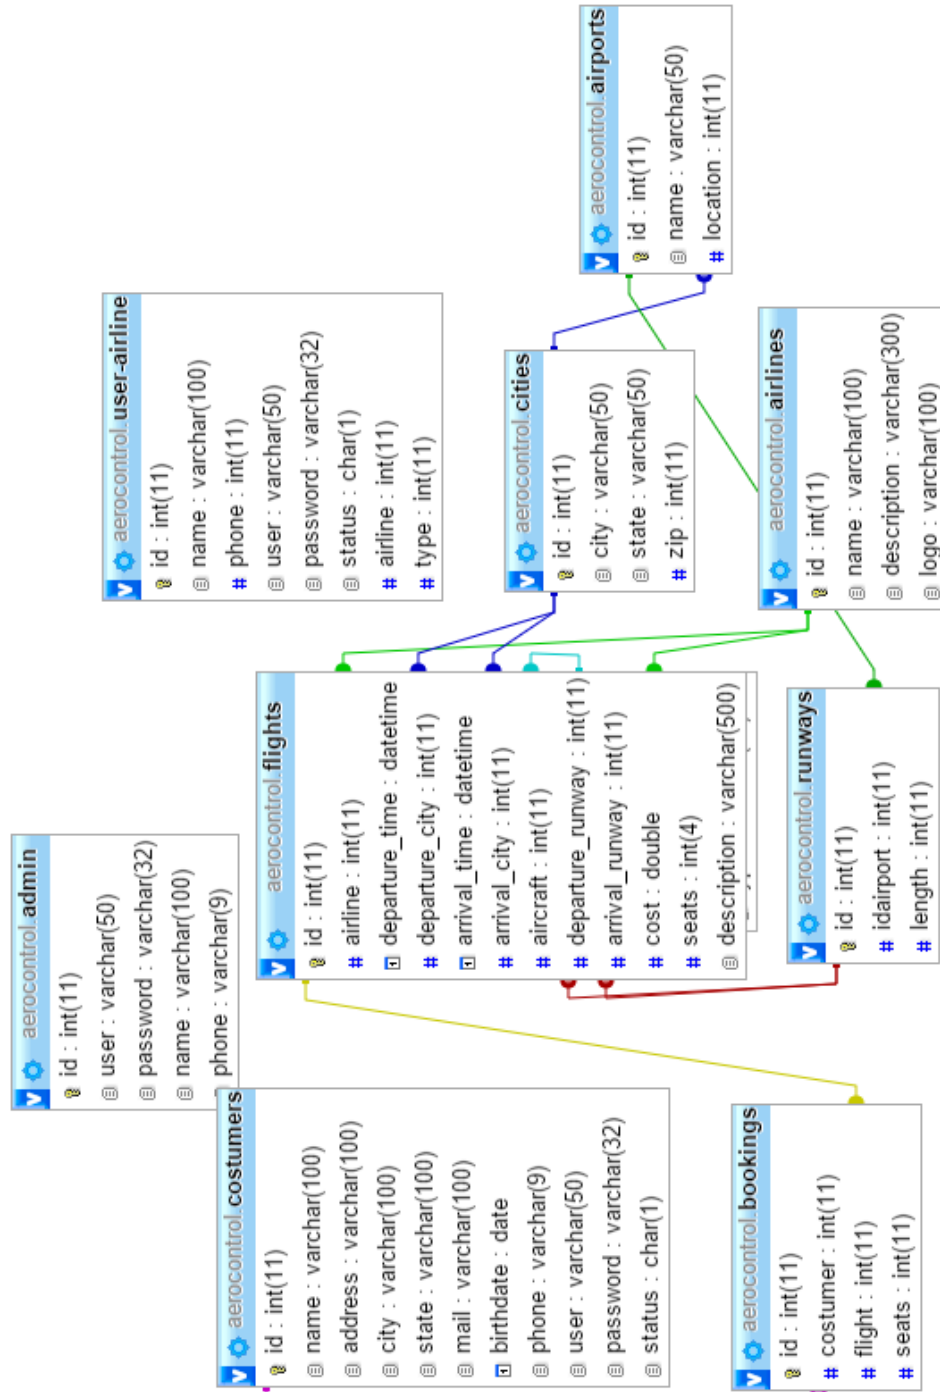 aerocontrol.costumers
id : int(11)
name : varchar(100)
address : varchar(100)
city : varchar(100)
state : varchar(100)
mail : varchar(100)
birthdate : date
phone : varchar(9)
user : varchar(50)
password : varchar(32)
status : char(1)
aerocontrol.bookings
id : int(11)
costumer : int(11)
flight : int(11)
seats : int(11)
aerocontrol.admin
id : int(11)
user : varchar(50)
password : varchar(32)
name : varchar(100)
phone : varchar(9)
aerocontrol.flights
id : int(11)
airline : int(11)
departure_time : datetime
departure_city : int(11)
arrival_time : datetime
arrival_city : int(11)
aircraft : int(11)
departure_runway : int(11)
arrival_runway : int(11)
cost : double
seats : int(4)
description : varchar(500)
aerocontrol.runways
id : int(11)
idairport : int(11)
length : int(11)
aerocontrol.user-airline
id : int(11)
name : varchar(100)
phone : int(11)
user : varchar(50)
password : varchar(32)
status : char(1)
airline : int(11)
type : int(11)
aerocontrol.cities
id : int(11)
city : varchar(50)
state : varchar(50)
zip : int(11)
aerocontrol.airlines
id : int(11)
name : varchar(100)
description : varchar(300)
logo : varchar(100)
aerocontrol.airports
id : int(11)
name : varchar(50)
location : int(11)